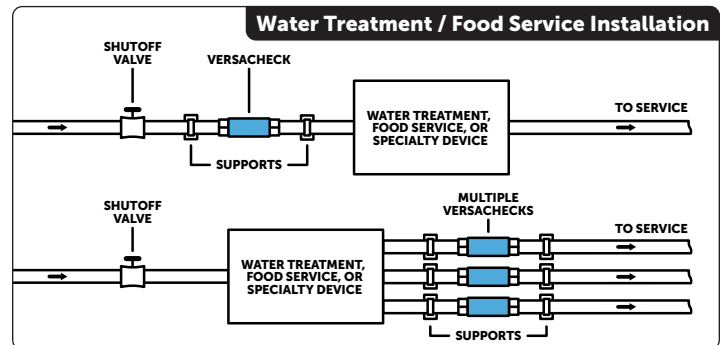 Water Treatment / Food Service Installation
SHUTOFF
VALVE
VERSACHECK
WATER TREATMENT,
FOOD SERVICE, OR
SPECIALTY DEVICE
TO SERVICE
SUPPORTS
SHUTOFF
VALVE
WATER TREATMENT,
FOOD SERVICE, OR
SPECIALTY DEVICE
MULTIPLE
VERSACHECKS
TO SERVICE
SUPPORTS